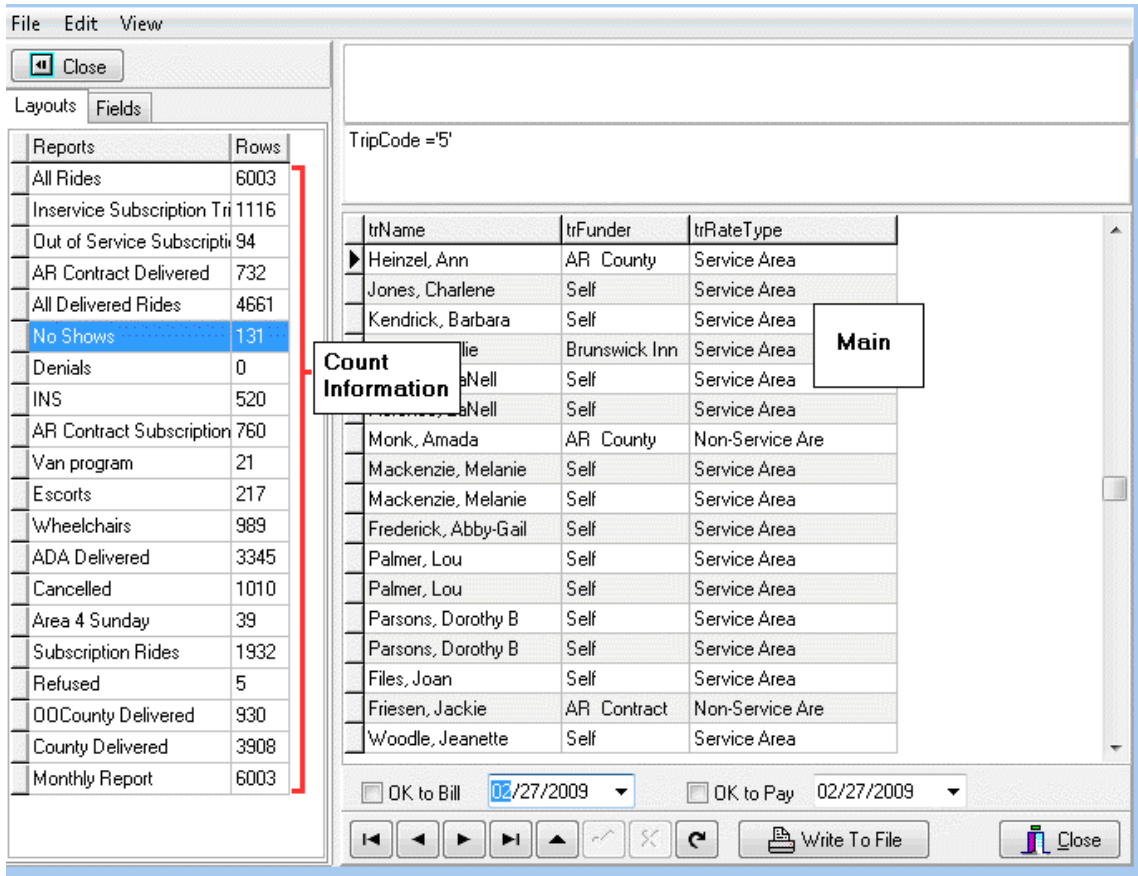 File Edit View
Close
Layouts Fields
Reports Rows
All Rides 6003
Inservice Subscription Tri 1116
Out of Service Subscripti 94
AR Contract Delivered 732
All Delivered Rides 4661
No Shows 131
Denials 0
INS 520
AR Contract Subscription 760
Van program 21
Escorts 217
Wheelchairs 989
ADA Delivered 3345
Cancelled 1010
Area 4 Sunday 39
Subscription Rides 1932
Refused 5
OOCounty Delivered 930
County Delivered 3908
Monthly Report 6003
Count
Information
TripCode ='5'
trName trFunder trRateType
Heinzel, Ann AR County Service Area
Jones, Charlene Self Service Area
Kendrick, Barbara Self Service Area
lie Brunswick Inn Service Area
aNell Self Service Area
aNell Self Service Area
Monk, Amada AR County Non-Service Are
Mackenzie, Melanie Self Service Area
Mackenzie, Melanie Self Service Area
Frederick, Abby-Gail Self Service Area
Palmer, Lou Self Service Area
Palmer, Lou Self Service Area
Parsons, Dorothy B Self Service Area
Parsons, Dorothy B Self Service Area
Files, Joan Self Service Area
Friesen, Jackie AR Contract Non-Service Are
Woodle, Jeanette Self Service Area
Main
OK to Bill 02/27/2009 OK to Pay 02/27/2009
Write To File Close